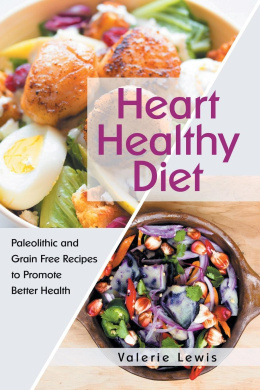 Heart
Healthy
Diet
Paleolithic and
Grain Free Recipes
to Promote
Better Health
Valerie Lewis